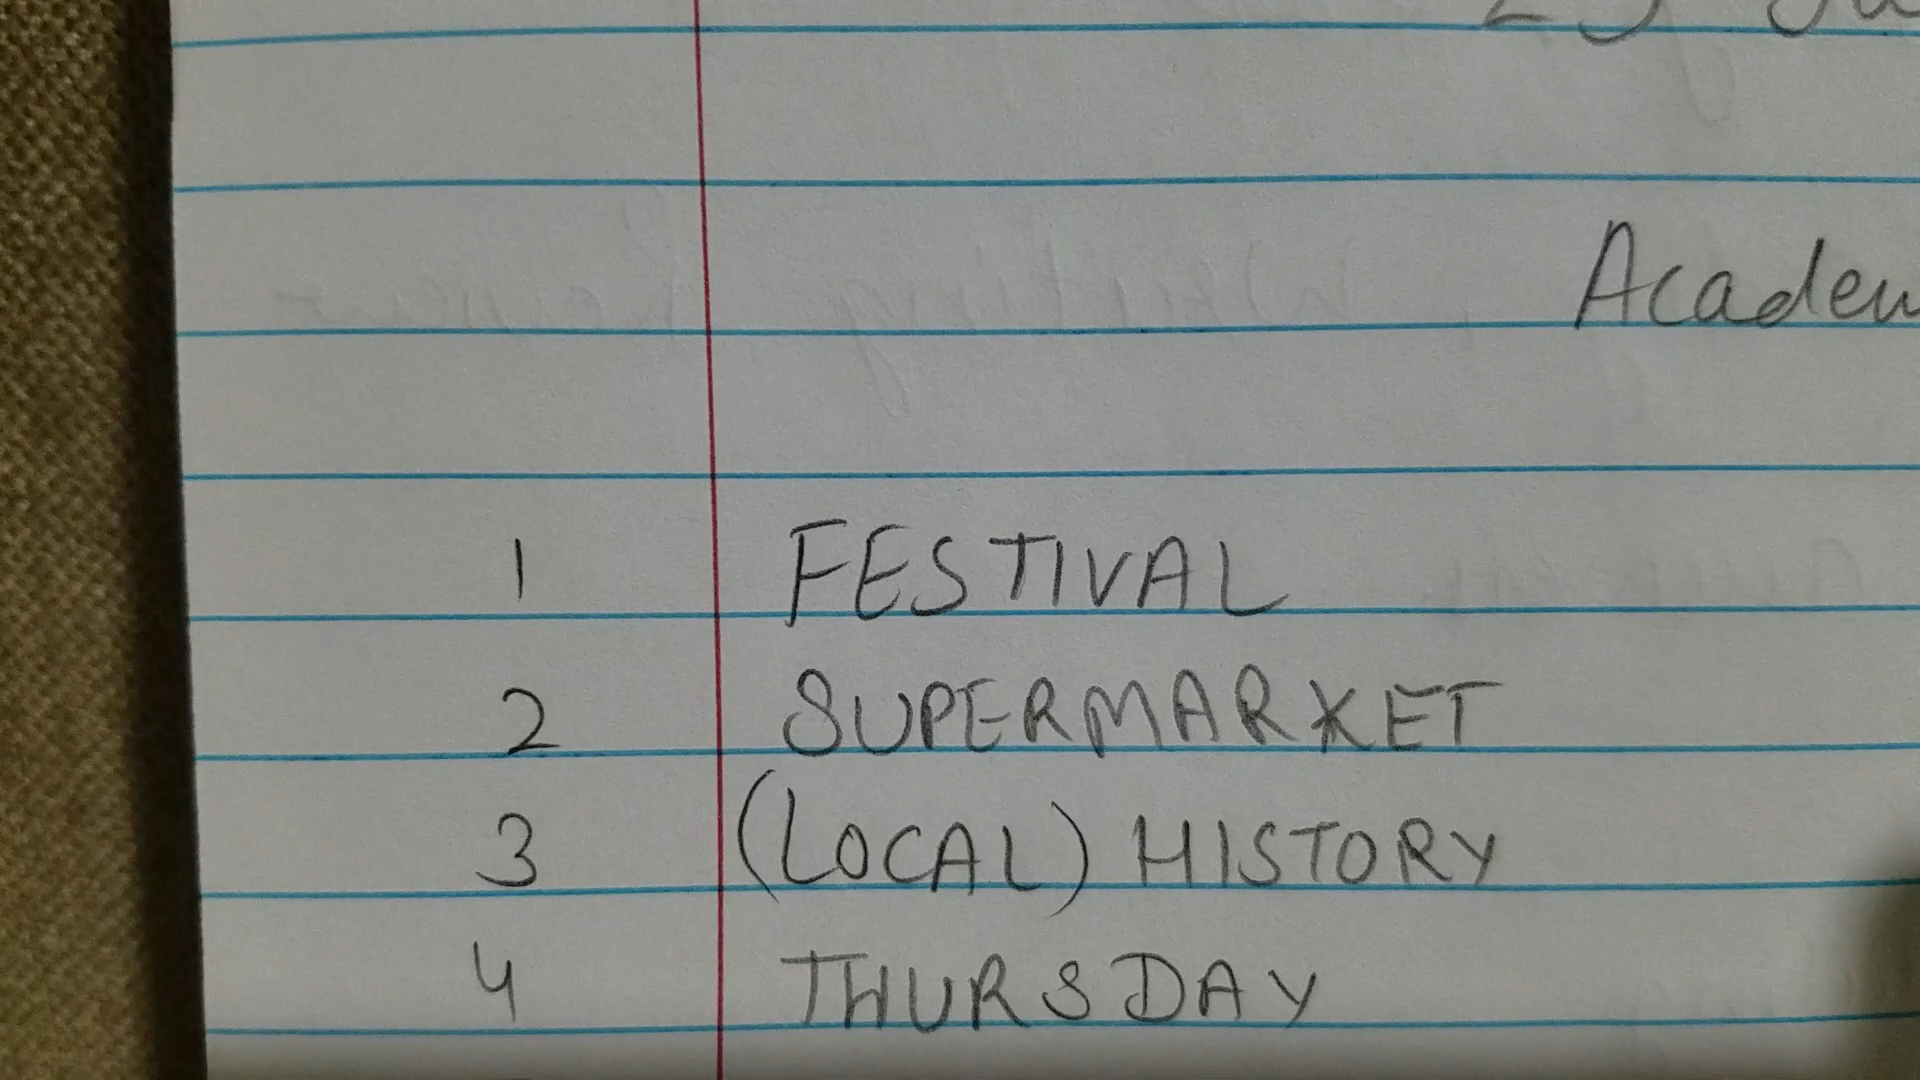 Academ
1 FESTIVAL
2 SUPERMARKET
3 (LOCAL) HISTORY
4 THURSDAY